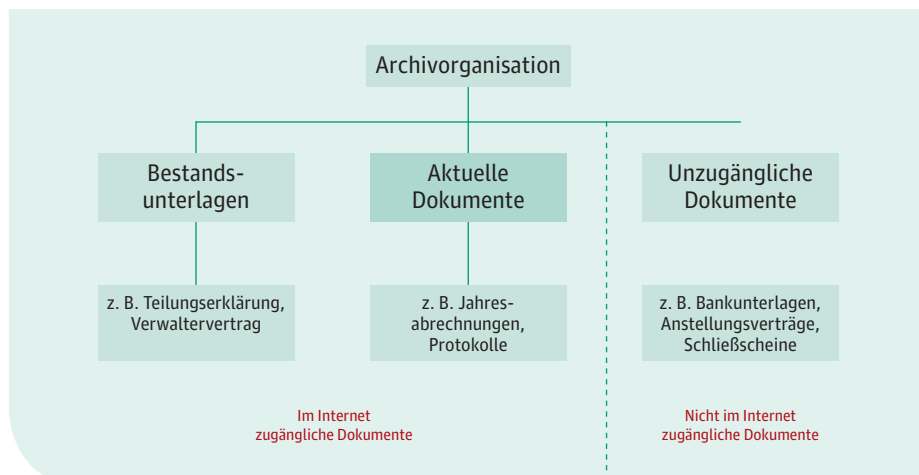 Archivorganisation
Bestands-
unterlagen
Aktuelle
Dokumente
Unzugängliche
Dokumente
z. B. Teilungserklärung,
Verwaltervertrag
z. B. Jahres-
abrechnungen,
Protokolle
z. B. Bankunterlagen,
Anstellungsverträge,
Schließscheine
Im Internet
zugängliche Dokumente
Nicht im Internet
zugängliche Dokumente